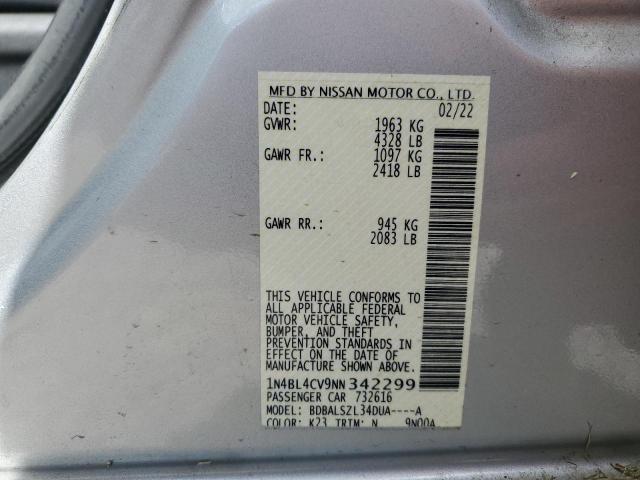 MFD BY NISSAN MOTOR CO., LTD.
DATE: 02/22
GVWR: 1963 KG
4328 LB
GAWR FR.: 1097 KG
2418 LB
GAWR RR.: 945 KG
2083 LB
THIS VEHICLE CONFORMS TO
ALL APPLICABLE FEDERAL
MOTOR VEHICLE SAFETY,
BUMPER, AND THEFT
PREVENTION STANDARDS IN
EFFECT ON THE DATE OF
MANUFACTURE SHOWN ABOVE.
1N4BL4CV9NN342299
PASSENGER CAR 732616
MODEL: BDBALSZL34DUA----A
COLOR: K23 TRIM: N 9N00A